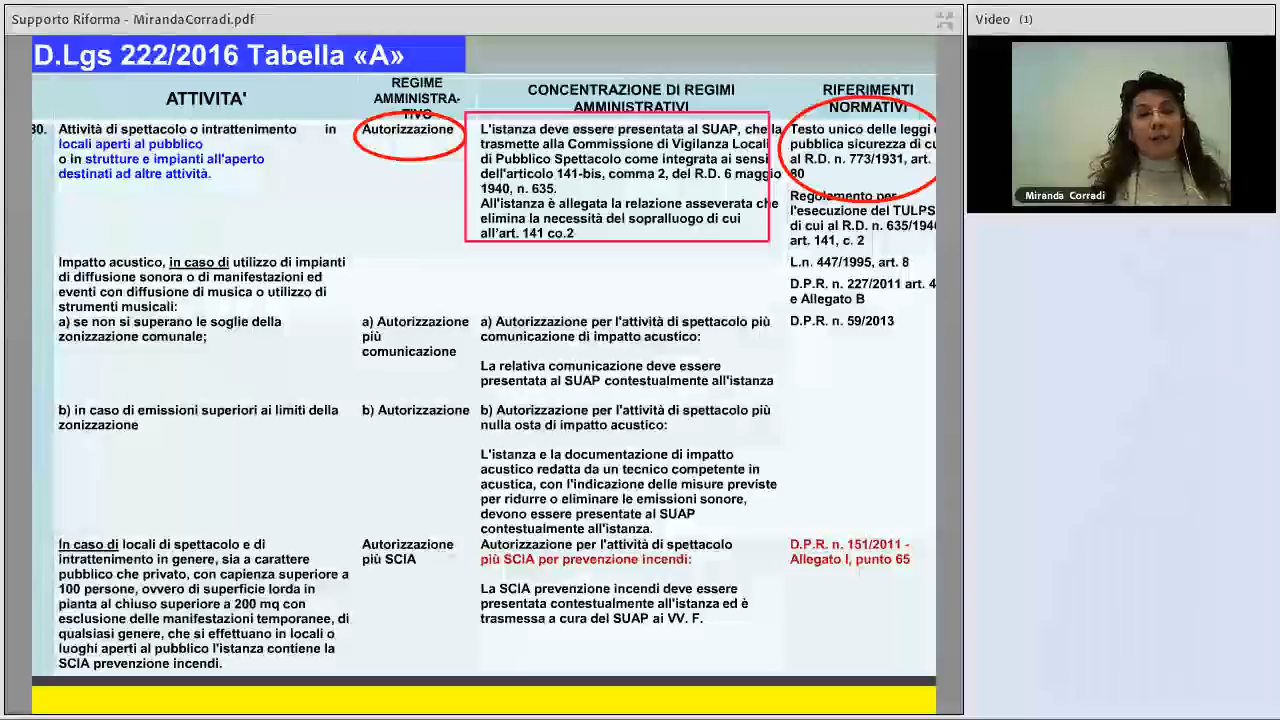 Supporto Riforma - MirandaCorradi.pdf
Video (1)
Miranda Corradi
D.Lgs 222/2016 Tabella «A»
ATTIVITA'
REGIME
AMMINISTRA-
TIVO
CONCENTRAZIONE DI REGIMI
AMMINISTRATIVI
RIFERIMENTI
NORMATIVI
80.
Attività di spettacolo o intrattenimento in
locali aperti al pubblico
o in strutture e impianti all'aperto
destinati ad altre attività.
Autorizzazione
L'istanza deve essere presentata al SUAP, che la
trasmette alla Commissione di Vigilanza Locali
di Pubblico Spettacolo come integrata ai sensi
dell'articolo 141-bis, comma 2, del R.D. 6 maggio
1940, n. 635.
All'istanza è allegata la relazione asseverata che
elimina la necessità del sopralluogo di cui
all'art. 141 co.2
Testo unico delle leggi
pubblica sicurezza di cu
al R.D. n. 773/1931, art.
80
Regolamento per
l'esecuzione del TULPS
di cui al R.D. n. 635/1940
art. 141, c. 2
L.n. 447/1995, art. 8
D.P.R. n. 227/2011 art. 4
e Allegato B
D.P.R. n. 59/2013
Impatto acustico, in caso di utilizzo di impianti
di diffusione sonora o di manifestazioni ed
eventi con diffusione di musica o utilizzo di
strumenti musicali:
a) se non si superano le soglie della
zonizzazione comunale;
a) Autorizzazione
più
comunicazione
a) Autorizzazione per l'attività di spettacolo più
comunicazione di impatto acustico:
La relativa comunicazione deve essere
presentata al SUAP contestualmente all'istanza
b) in caso di emissioni superiori ai limiti della
zonizzazione
b) Autorizzazione
b) Autorizzazione per l'attività di spettacolo più
nulla osta di impatto acustico:
L'istanza e la documentazione di impatto
acustico redatta da un tecnico competente in
acustica, con l'indicazione delle misure previste
per ridurre o eliminare le emissioni sonore,
devono essere presentate al SUAP
contestualmente all'istanza.
In caso di locali di spettacolo e di
intrattenimento in genere, sia a carattere
pubblico che privato, con capienza superiore a
100 persone, ovvero di superficie lorda in
pianta al chiuso superiore a 200 mq con
esclusione delle manifestazioni temporanee, di
qualsiasi genere, che si effettuano in locali o
luoghi aperti al pubblico l'istanza contiene la
SCIA prevenzione incendi.
Autorizzazione
più SCIA
Autorizzazione per l'attività di spettacolo
più SCIA per prevenzione incendi:
La SCIA prevenzione incendi deve essere
presentata contestualmente all'istanza ed è
trasmessa a cura del SUAP ai VV. F.
D.P.R. n. 151/2011 -
Allegato I, punto 65